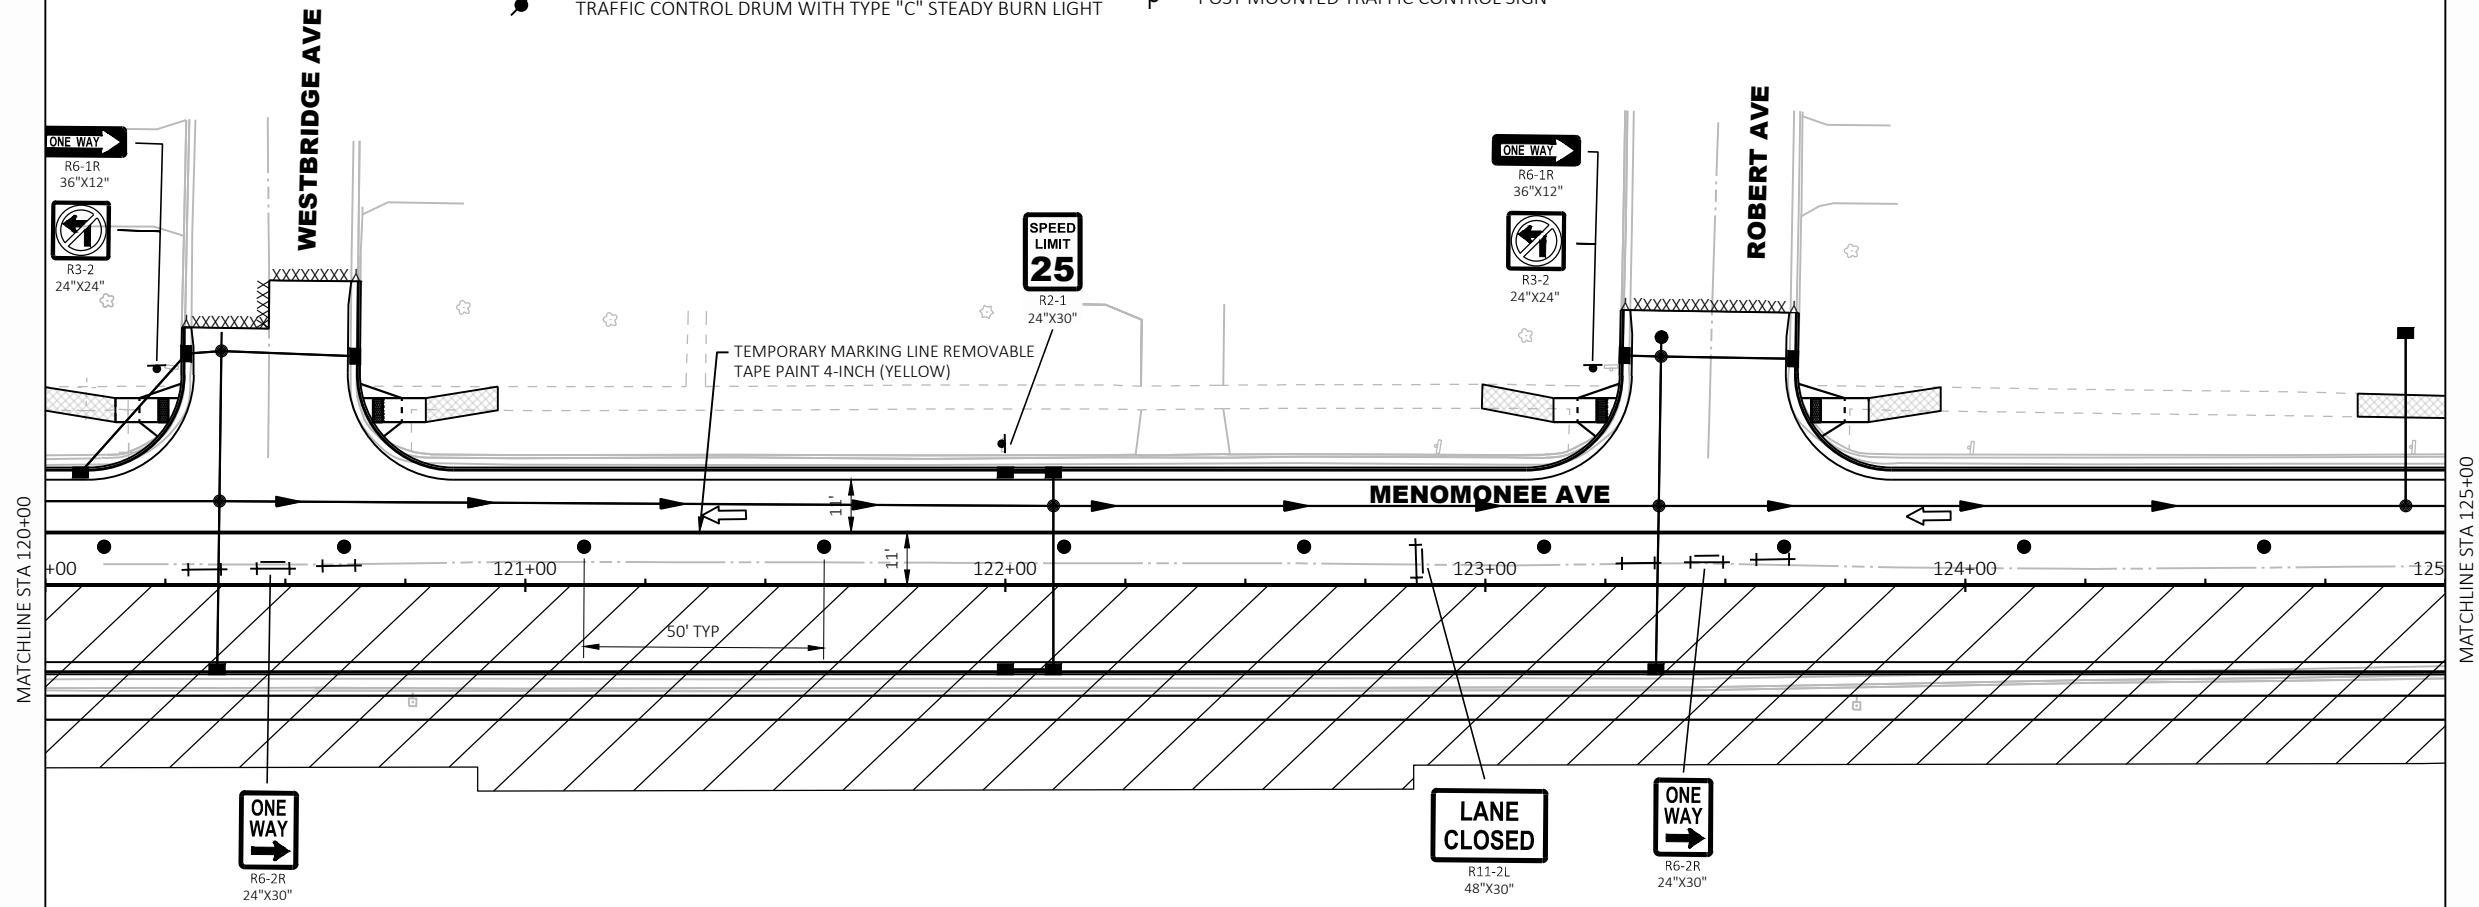 TRAFFIC CONTROL DRUM WITH TYPE "C" STEADY BURN LIGHT
POST MOUNTED TRAFFIC CONTROL SIGN
WESTBRIDGE AVE
ROBERT AVE
ONE WAY
R6-1R
36"X12"
R3-2
24"X24"
SPEED
LIMIT
25
R2-1
24"X30"
ONE WAY
R6-1R
36"X12"
R3-2
24"X24"
TEMPORARY MARKING LINE REMOVABLE
TAPE PAINT 4-INCH (YELLOW)
MENOMONEE AVE
11'
11'
MATCHLINE STA 120+00
MATCHLINE STA 125+00
+00
121+00
122+00
123+00
124+00
125
50' TYP
ONE
WAY
R6-2R
24"X30"
LANE
CLOSED
R11-2L
48"X30"
ONE
WAY
R6-2R
24"X30"